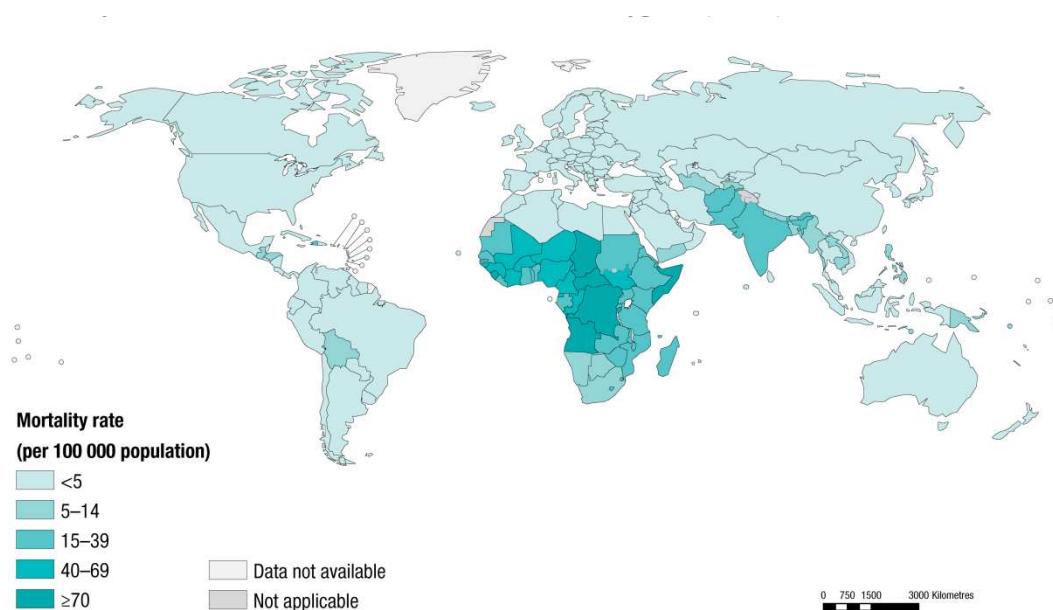 Mortality rate
(per 100 000 population)
<5
5–14
15–39
40–69
≥70
Data not available
Not applicable
0 750 1500 3000 Kilometres